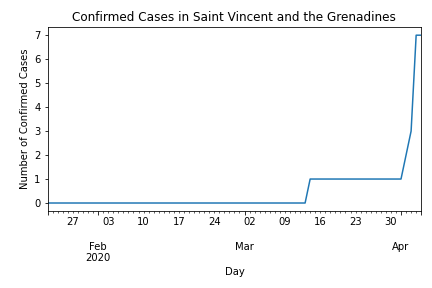 Confirmed Cases in Saint Vincent and the Grenadines
Number of Confirmed Cases
7
6
5
4
3
2
1
0
27 03 10 17 24 02 09 16 23 30
Feb Mar Apr
2020
Day